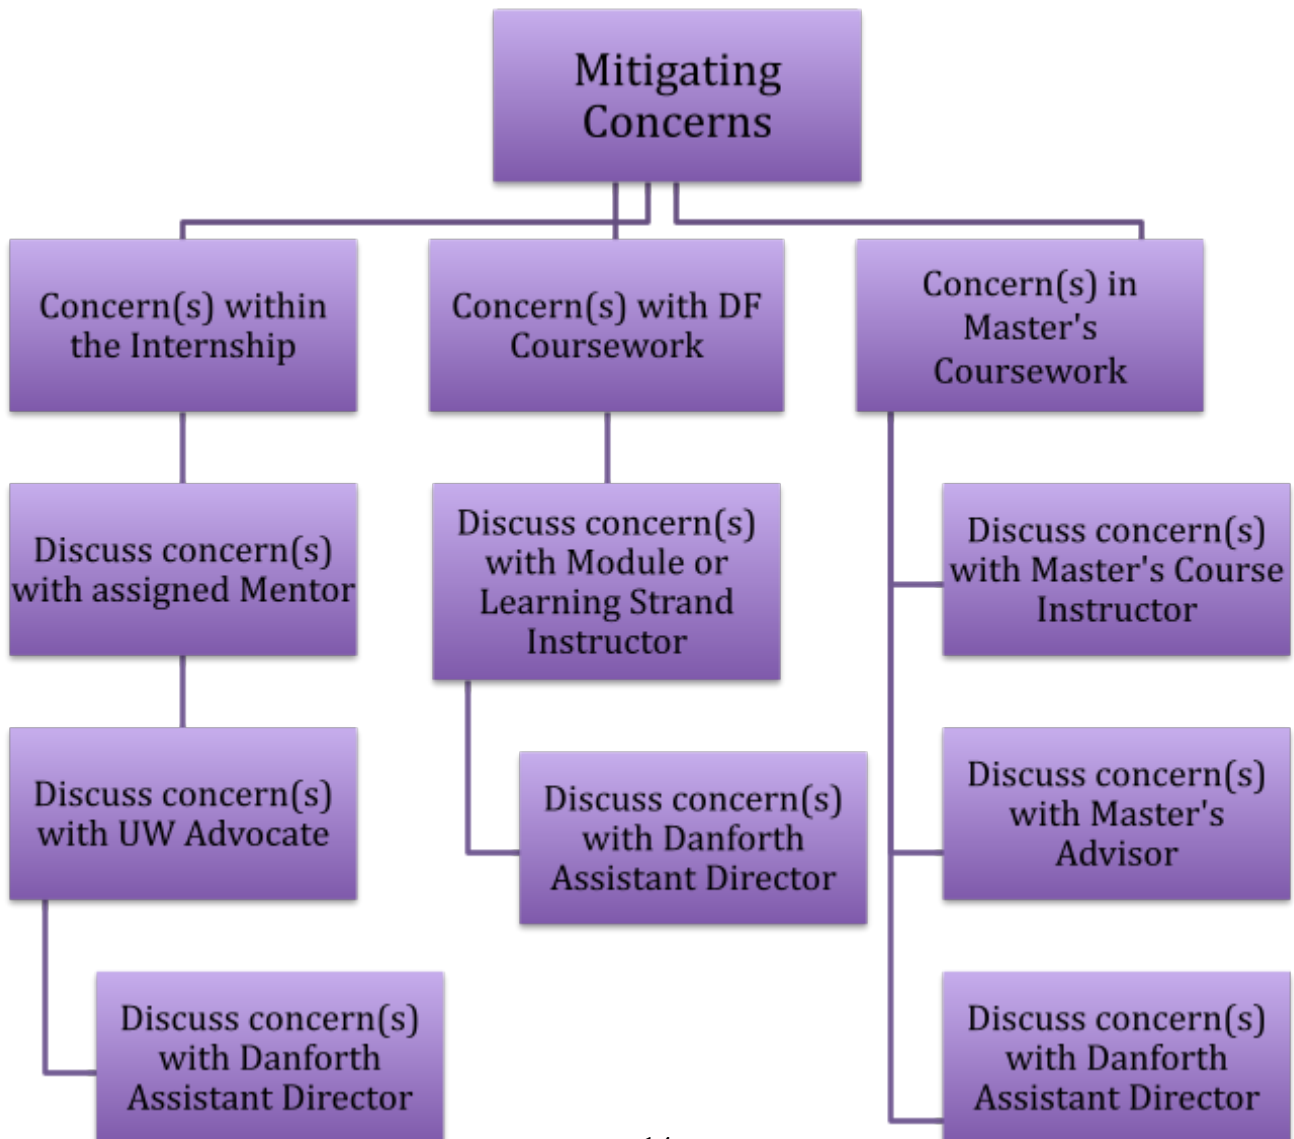 Mitigating
Concerns
Concern(s) within
the Internship
Concern(s) with DF
Coursework
Concern(s) in
Master's
Coursework
Discuss concern(s)
with assigned Mentor
Discuss concern(s)
with Module or
Learning Strand
Instructor
Discuss concern(s)
with Master's Course
Instructor
Discuss concern(s)
with UW Advocate
Discuss concern(s)
with Danforth
Assistant Director
Discuss concern(s)
with Master's
Advisor
Discuss concern(s)
with Danforth
Assistant Director
Discuss concern(s)
with Danforth
Assistant Director